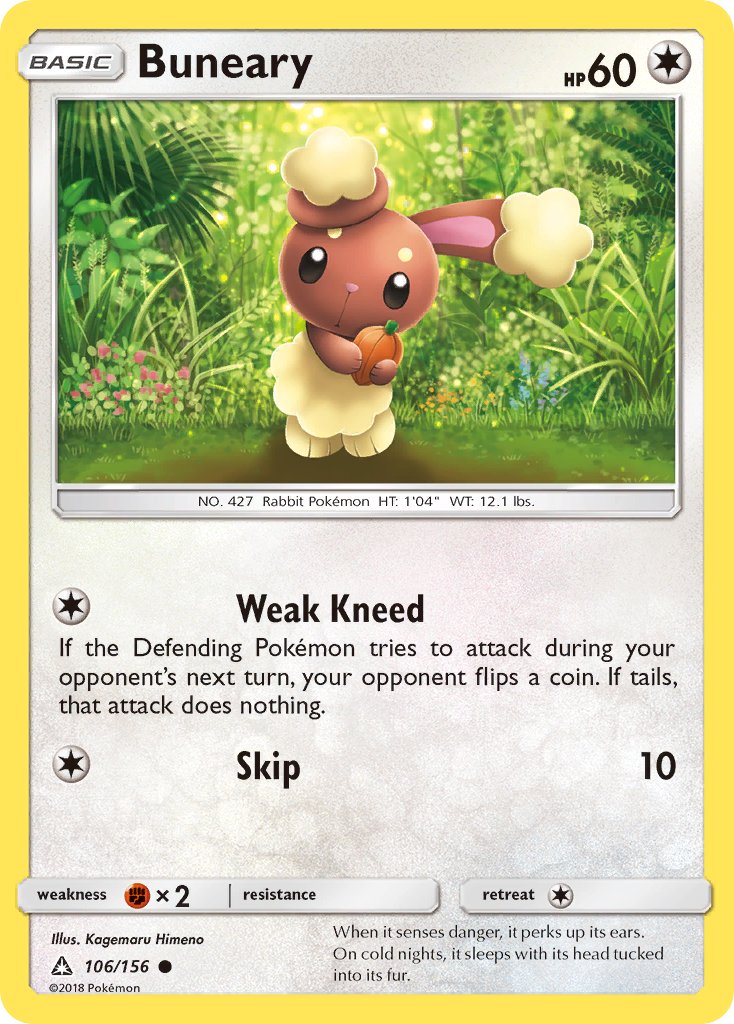 BASIC Buneary HP60
NO. 427 Rabbit Pokémon HT: 1'04" WT: 12.1 lbs.
Weak Kneed
If the Defending Pokémon tries to attack during your
opponent's next turn, your opponent flips a coin. If tails,
that attack does nothing.
Skip 10
weakness × 2 resistance retreat
Illus. Kagemaru Himeno
106/156
©2018 Pokémon
When it senses danger, it perks up its ears.
On cold nights, it sleeps with its head tucked
into its fur.